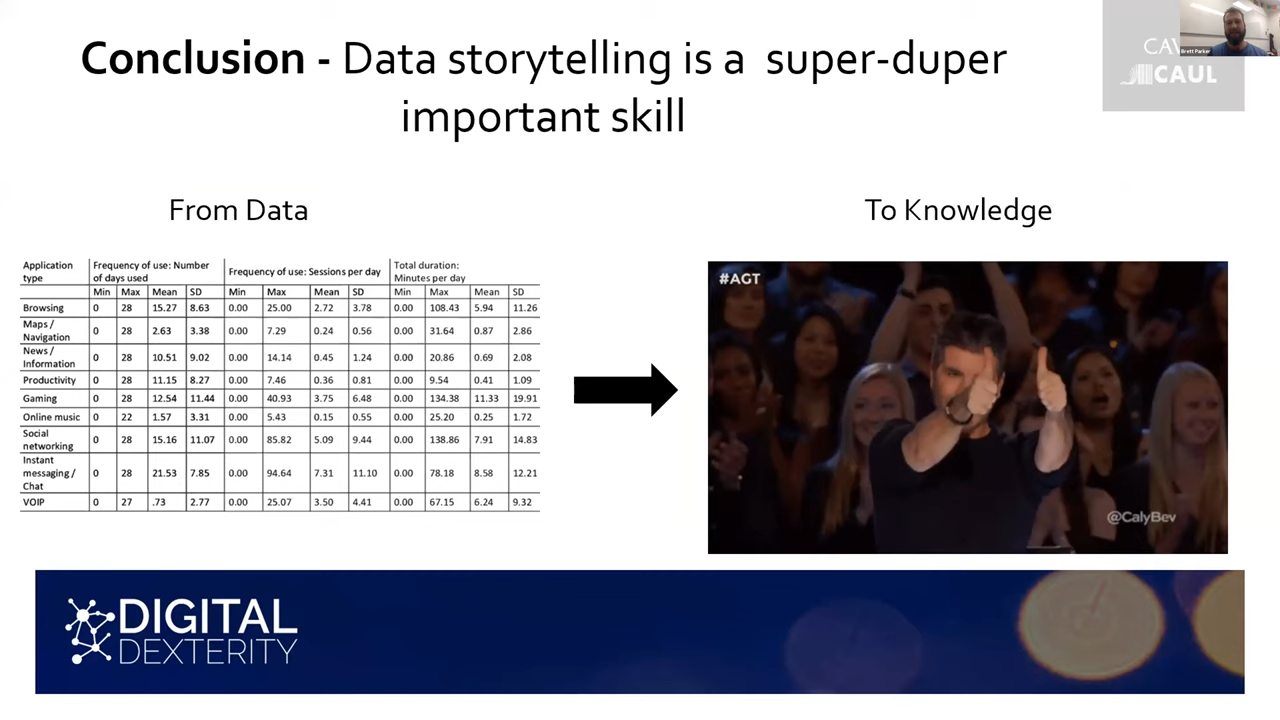 Conclusion - Data storytelling is a super-duper
important skill
CAUL
Brett Parker
From Data
To Knowledge
Application type | Frequency of use: Number of days used | Frequency of use: Sessions per day | Total duration: Minutes per day
Min Max Mean SD Min Max Mean SD Min Max Mean SD
Browsing 0 28 15.27 8.63 0.00 25.00 2.72 3.78 0.00 108.43 5.94 11.26
Maps / Navigation 0 28 2.63 3.38 0.00 7.29 0.24 0.56 0.00 31.64 0.87 2.86
News / Information 0 28 10.51 9.02 0.00 14.14 0.45 1.24 0.00 20.86 0.69 2.08
Productivity 0 28 11.15 8.27 0.00 7.46 0.36 0.81 0.00 9.54 0.41 1.09
Gaming 0 28 12.54 11.44 0.00 40.93 3.75 6.48 0.00 134.38 11.33 19.91
Online music 0 22 1.57 3.31 0.00 5.43 0.15 0.55 0.00 25.20 0.25 1.72
Social networking 0 28 15.16 11.07 0.00 85.82 5.09 9.44 0.00 138.86 7.91 14.83
Instant messaging / Chat 0 28 21.53 7.85 0.00 94.64 7.31 11.10 0.00 78.18 8.58 12.21
VOIP 0 27 .73 2.77 0.00 25.07 3.50 4.41 0.00 67.15 6.24 9.32
#AGT
@CalyBev
DIGITAL
DEXTERITY